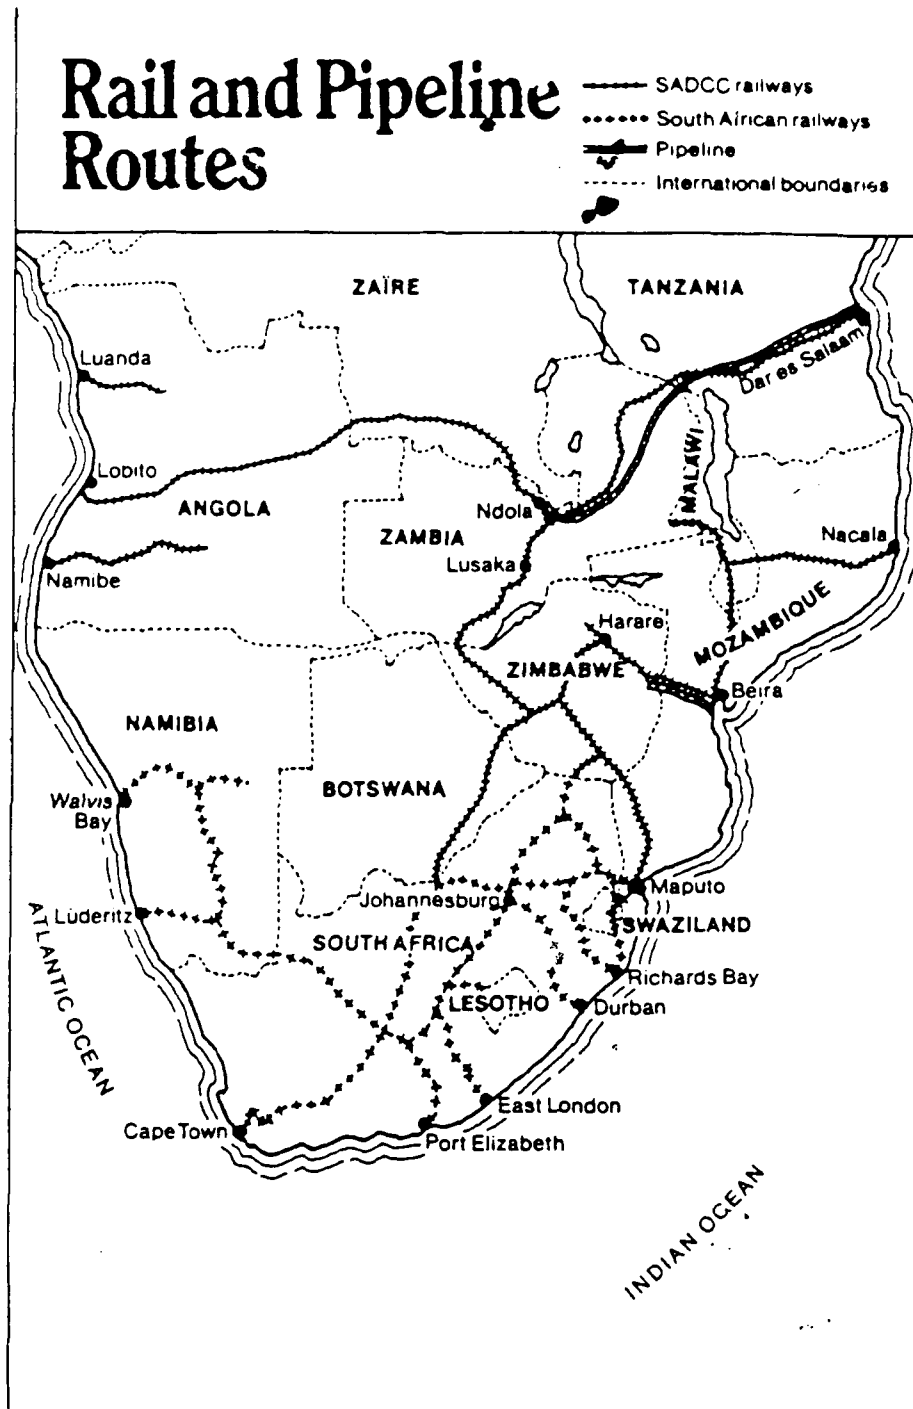 Rail and Pipeline
Routes
SADCC railways
South African railways
Pipeline
International boundaries
ZAÏRE
TANZANIA
Luanda
Dar es Salaam
Lobito
MALAWI
ANGOLA
Ndola
ZAMBIA
Nacala
Lusaka
Namibe
Harare
MOZAMBIQUE
ZIMBABWE
Beira
NAMIBIA
BOTSWANA
Walvis
Bay
Maputo
Johannesburg
Lüderitz
SWAZILAND
SOUTH AFRICA
ATLANTIC OCEAN
Richards Bay
LESOTHO
Durban
East London
Cape Town
Port Elizabeth
INDIAN OCEAN